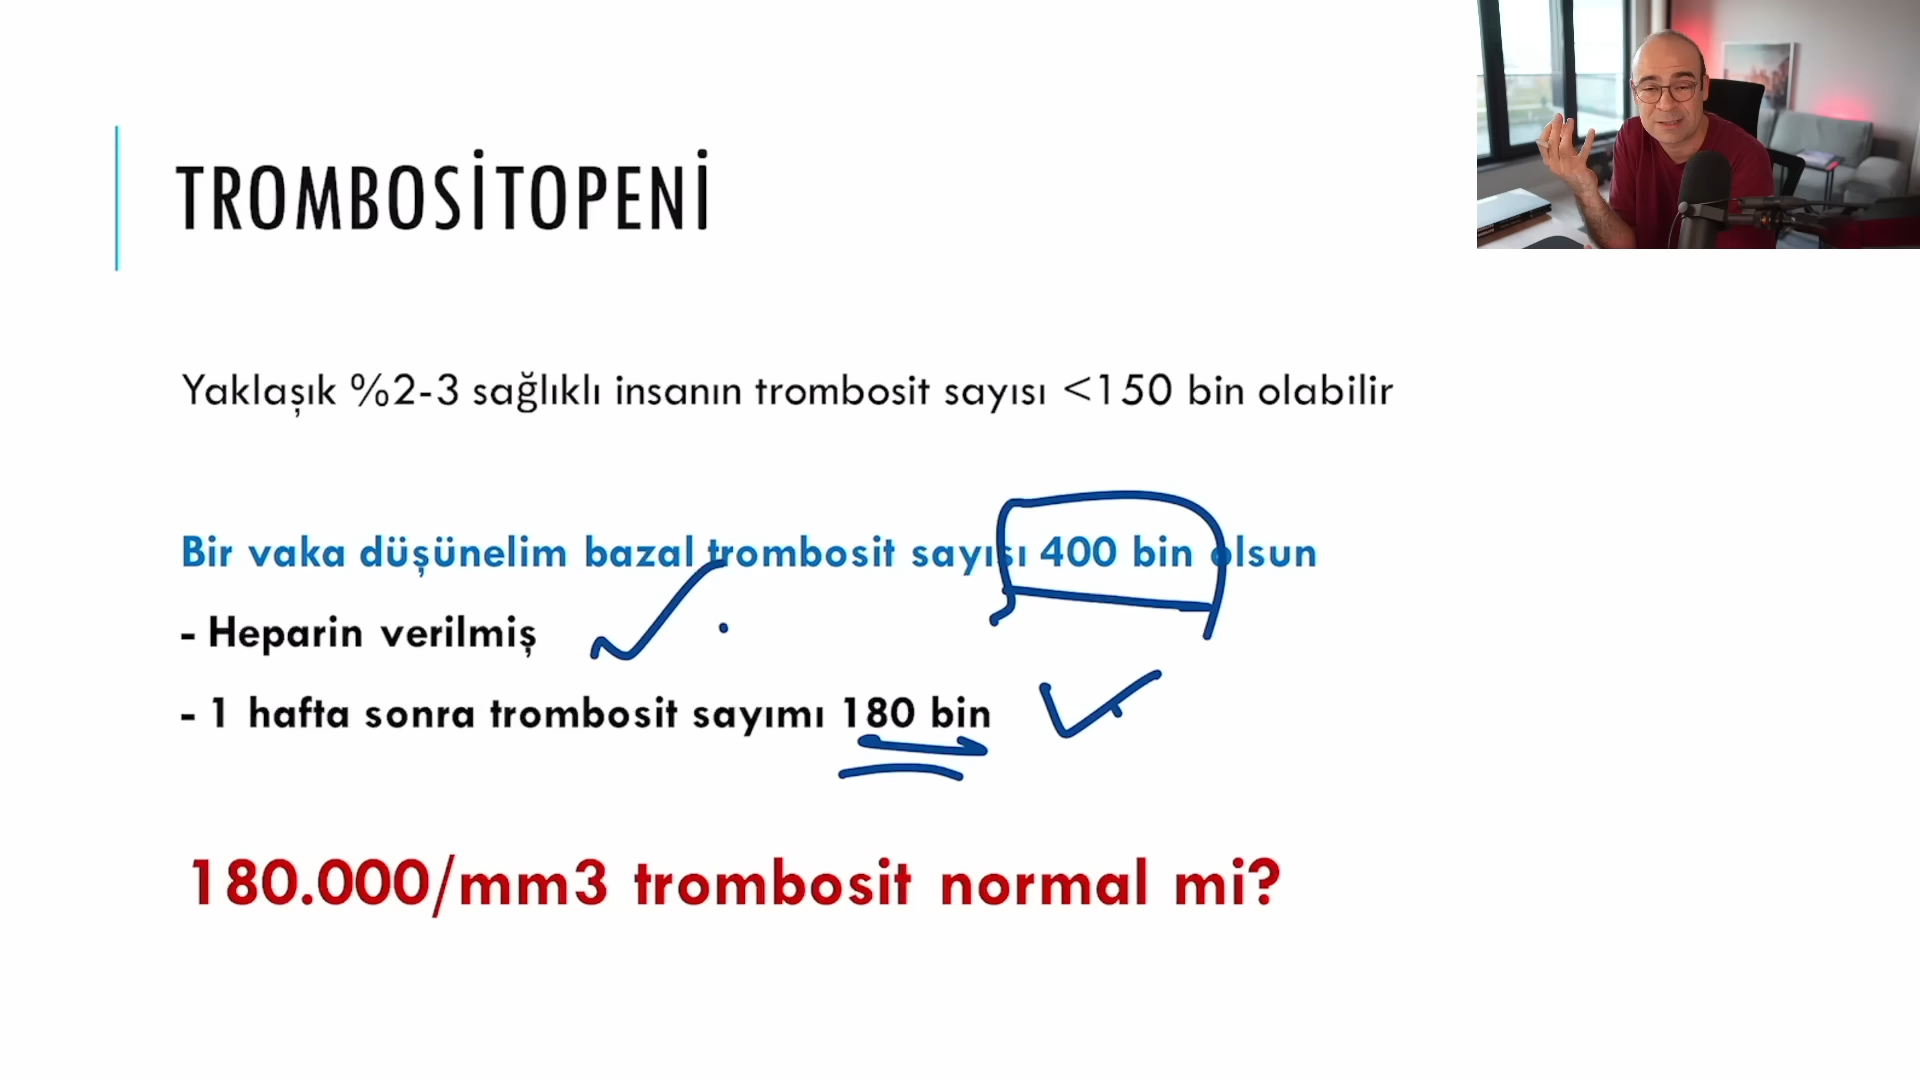 TROMBOSİTOPENİ
Yaklaşık %2-3 sağlıklı insanın trombosit sayısı <150 bin olabilir
Bir vaka düşünelim bazal trombosit sayısı 400 bin olsun
- Heparin verilmiş
- 1 hafta sonra trombosit sayımı 180 bin
180.000/mm3 trombosit normal mi?